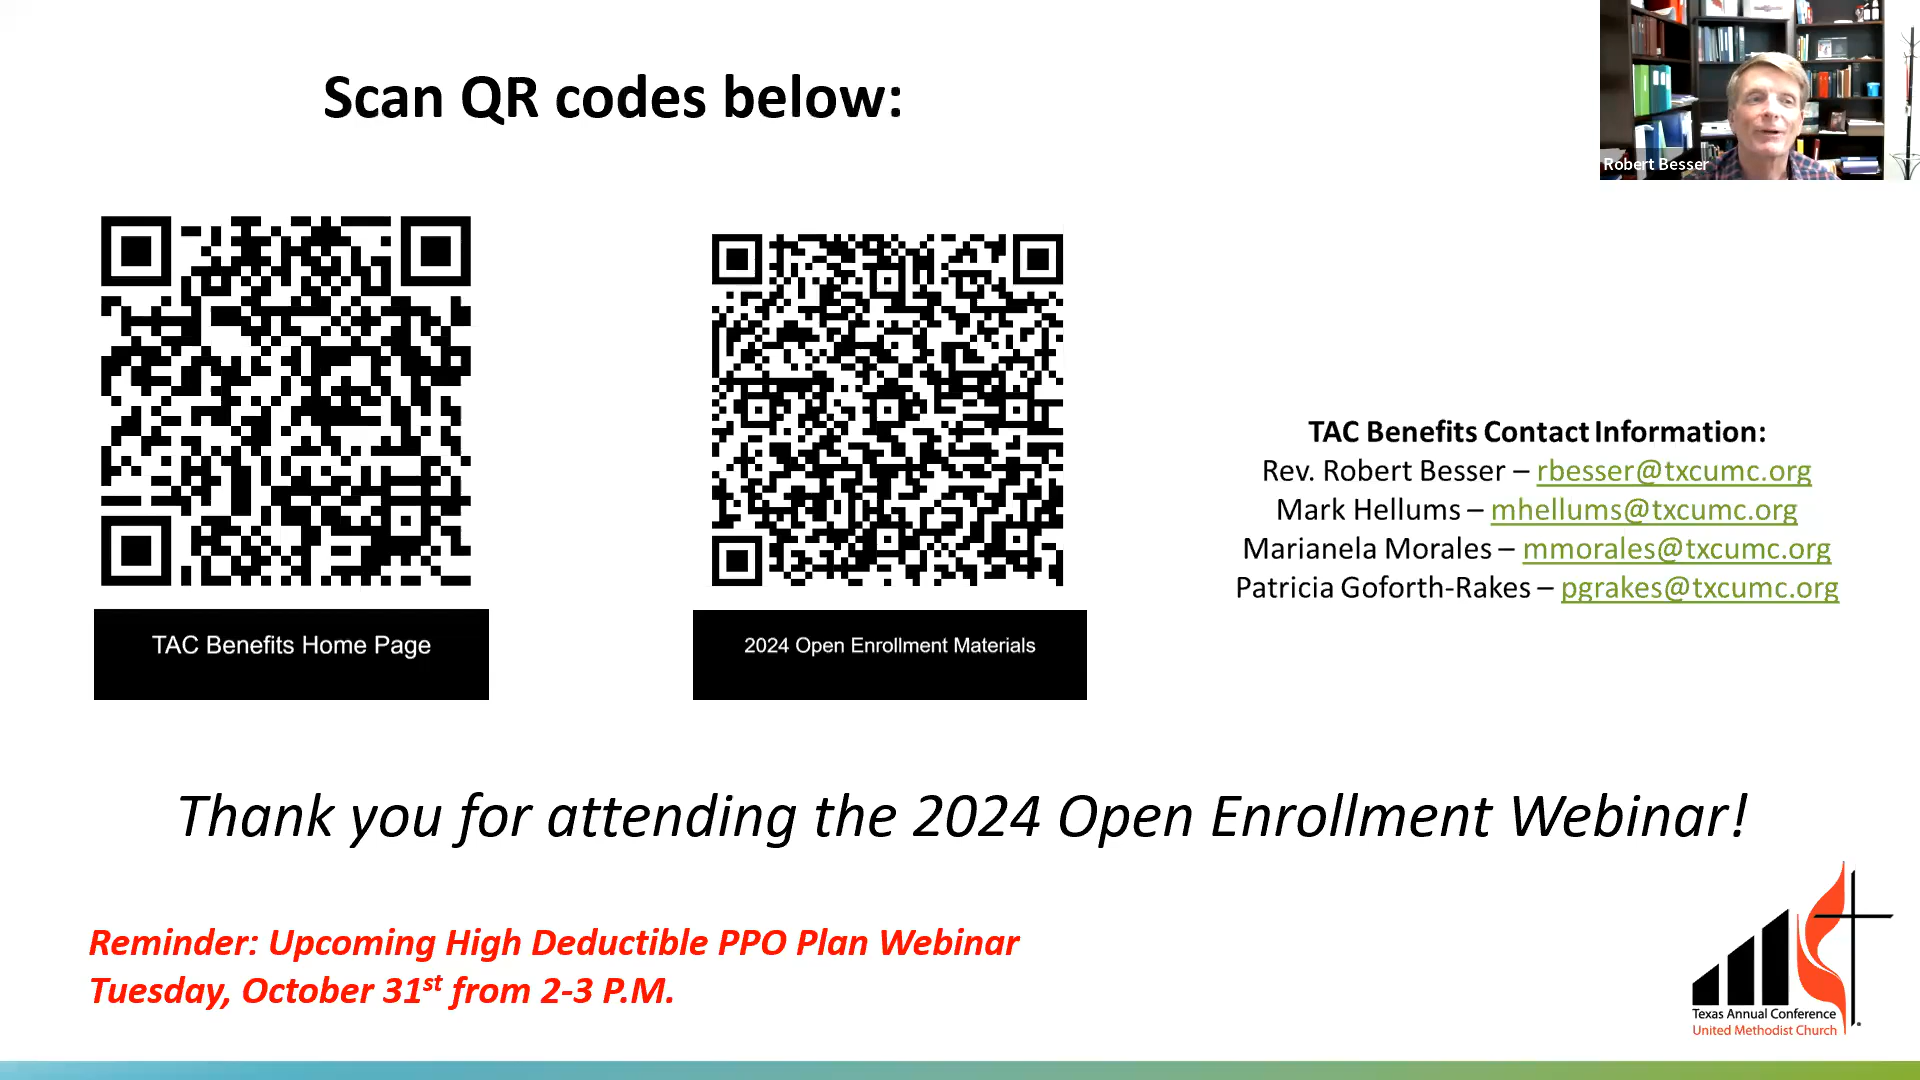 Scan QR codes below:
Robert Besser
TAC Benefits Contact Information:
Rev. Robert Besser – rbesser@txcumc.org
Mark Hellums – mhellums@txcumc.org
Marianela Morales – mmorales@txcumc.org
Patricia Goforth-Rakes – pgrakes@txcumc.org
TAC Benefits Home Page
2024 Open Enrollment Materials
Thank you for attending the 2024 Open Enrollment Webinar!
Reminder: Upcoming High Deductible PPO Plan Webinar
Tuesday, October 31st from 2-3 P.M.
Texas Annual Conference
United Methodist Church